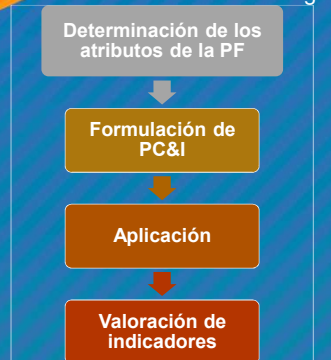 Determinación de los
atributos de la PF
Formulación de
PC&I
Aplicación
Valoración de
indicadores